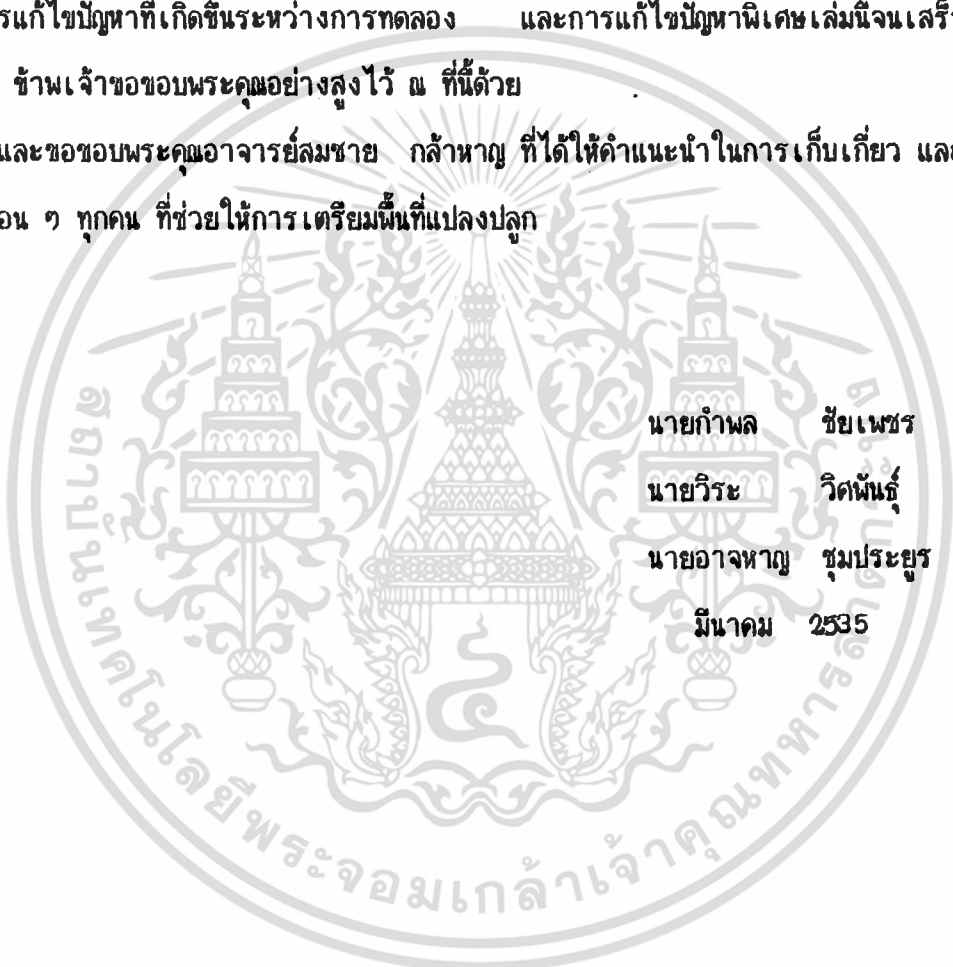 รแก้ไขปัญหาที่เกิดขึ้นระหว่างการทดลอง และการแก้ไขปัญหาพิเศษเล่มนี้จนเสร็
ข้าพเจ้าขอขอบพระคุณอย่างสูงไว้ ณ ที่นี้ด้วย
และขอขอบพระคุณอาจารย์สมชาย กล้าหาญ ที่ได้ให้คำแนะนำในการเก็บเกี่ยว และ
อน ๆ ทุกคน ที่ช่วยให้การเตรียมพื้นที่แปลงปลูก
นายกำพล ชัยเพชร
นายวิระ วิศพันธุ์
นายอาจหาญ ชุมประยูร
มีนาคม 2535
สถาบันเทคโนโลยีพระจอมเกล้าเจ้าคุณทหารลาดกระบัง